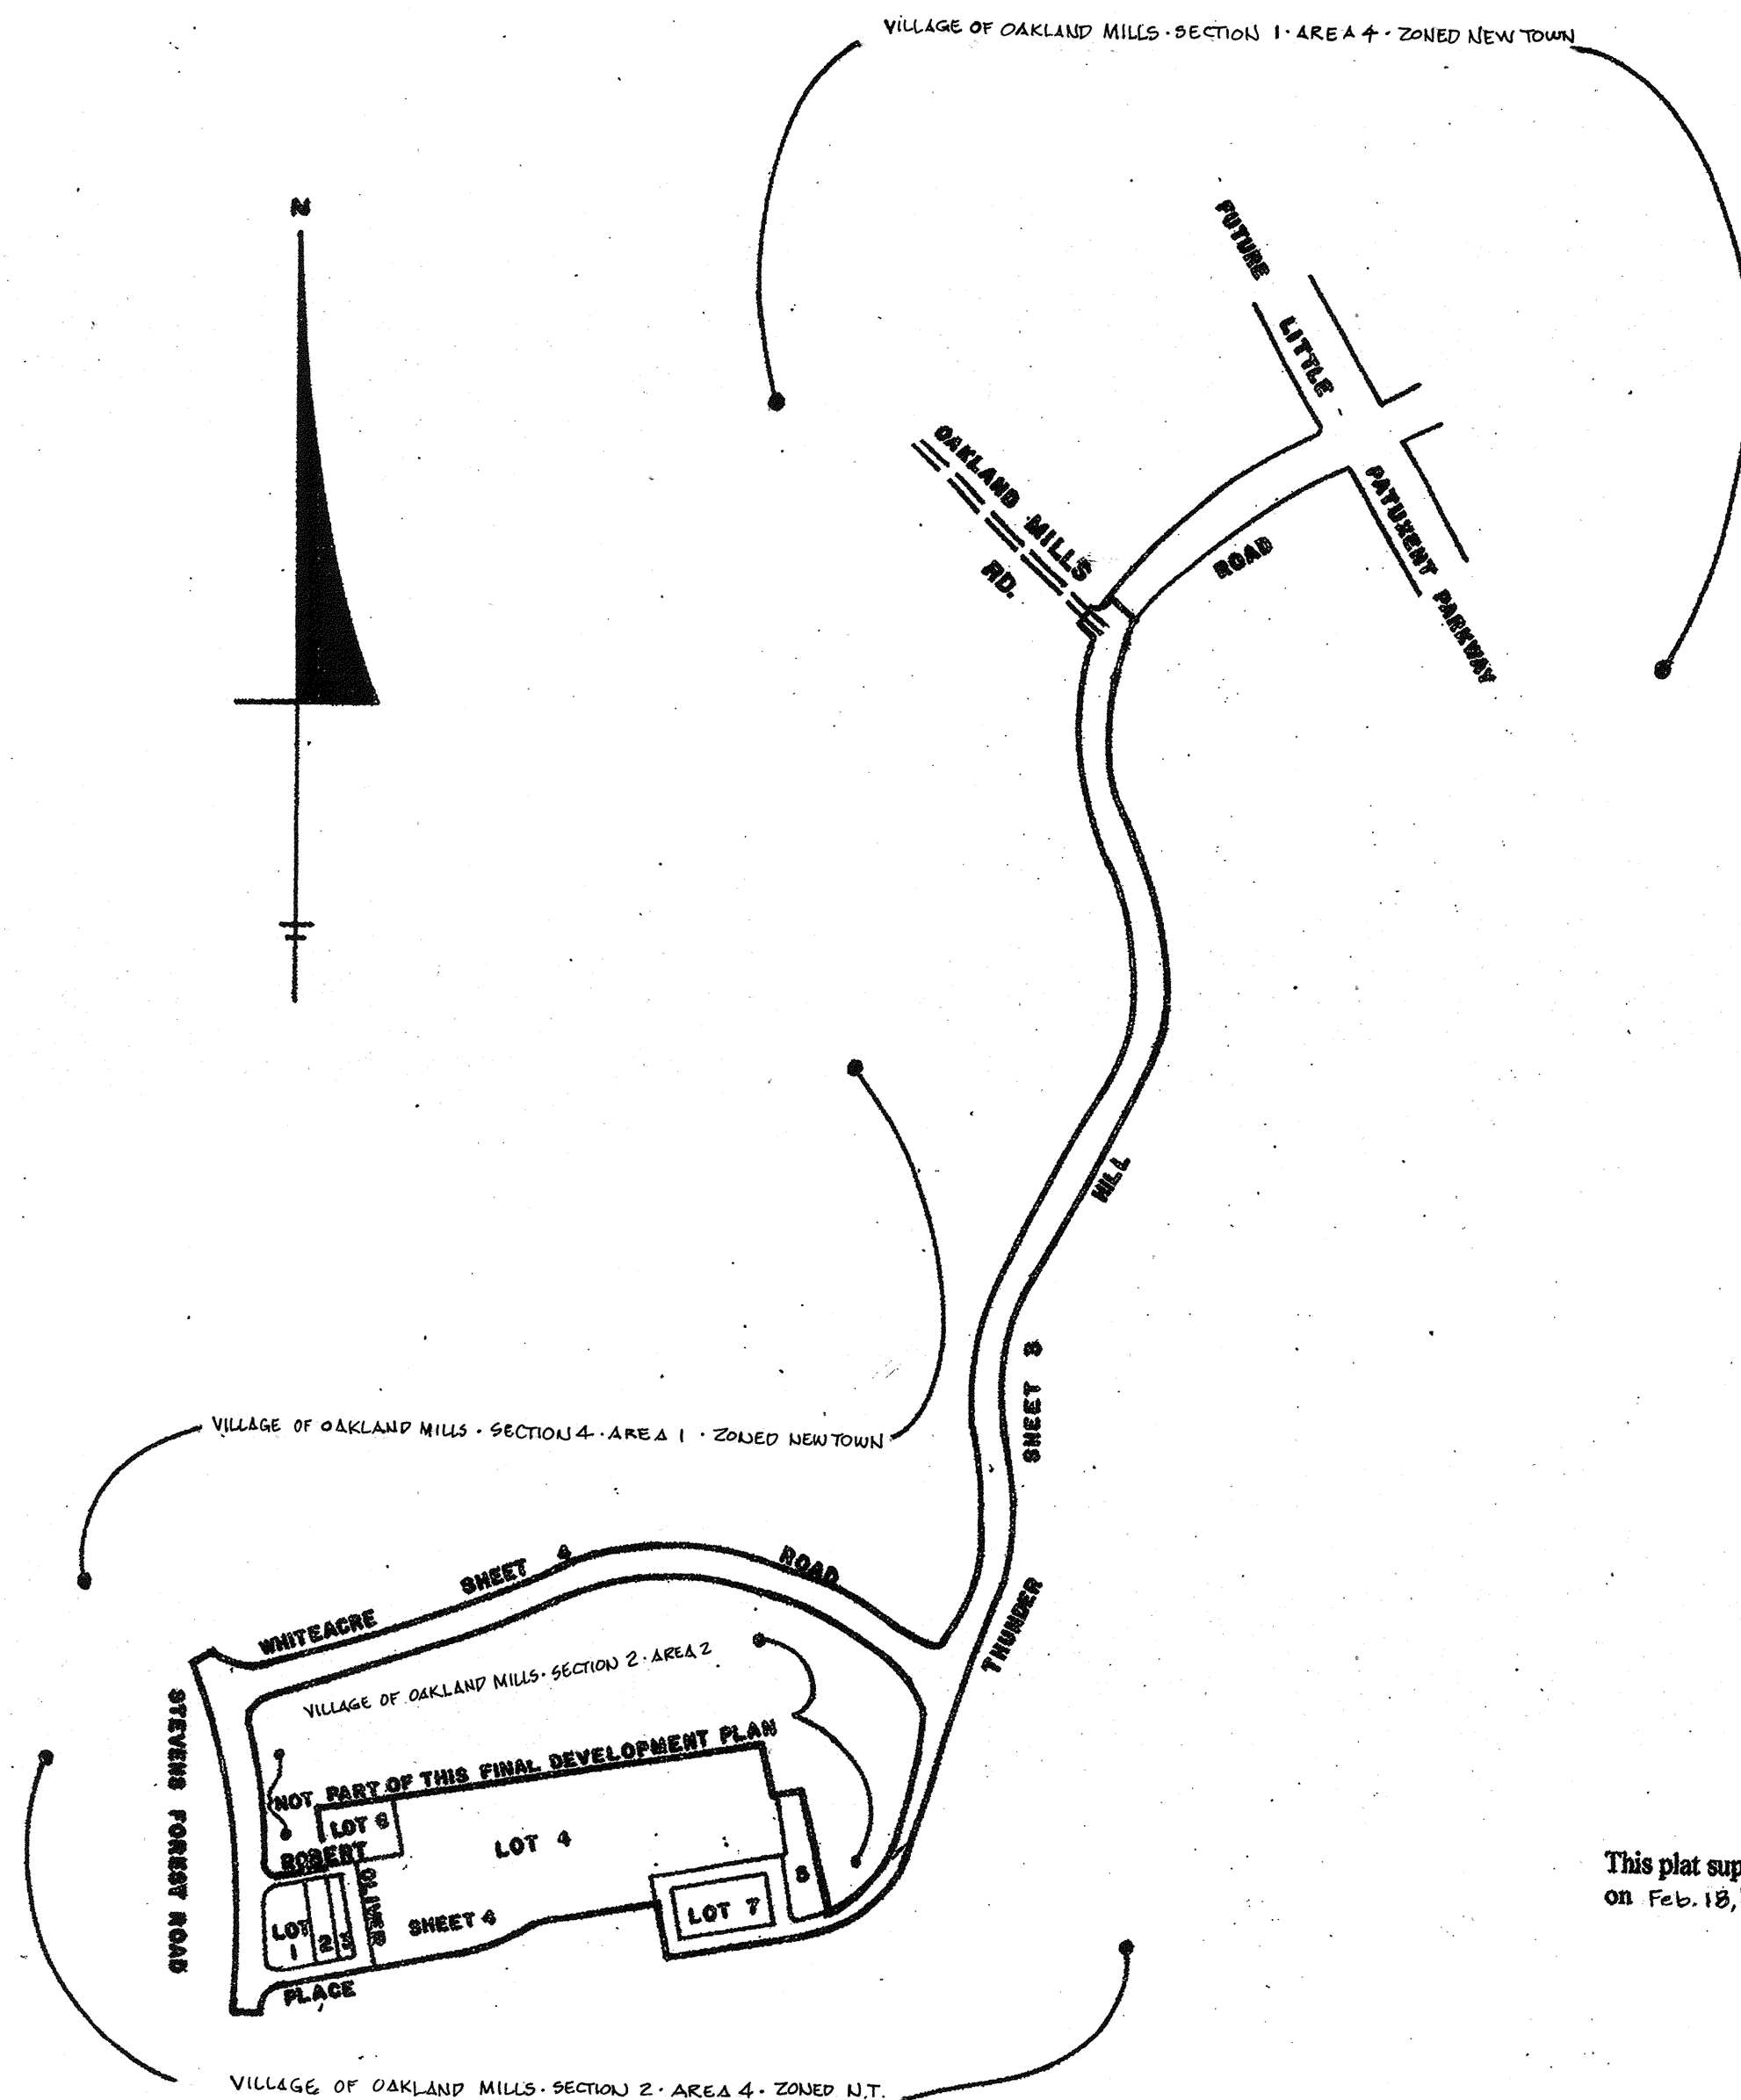 VILLAGE OF OAKLAND MILLS · SECTION 1 · AREA 4 · ZONED NEW TOWN
N
FUTURE
LITTLE
PATUXENT PARKWAY
OAKLAND MILLS
RD.
ROAD
HILL
SHEET
THUNDER
VILLAGE OF OAKLAND MILLS · SECTION 4 · AREA 1 · ZONED NEW TOWN
WHITEACRE
SHEET 4
ROAD
VILLAGE OF OAKLAND MILLS · SECTION 2 · AREA 2
STEVENS FOREST ROAD
NOT PART OF THIS FINAL DEVELOPMENT PLAN
LOT 6
LOT 4
ROBERT
OLIVER
PLACE
LOT
1
2
SHEET 4
LOT 7
This plat sup
on Feb. 18,
VILLAGE OF OAKLAND MILLS · SECTION 2 · AREA 4 · ZONED N.T.